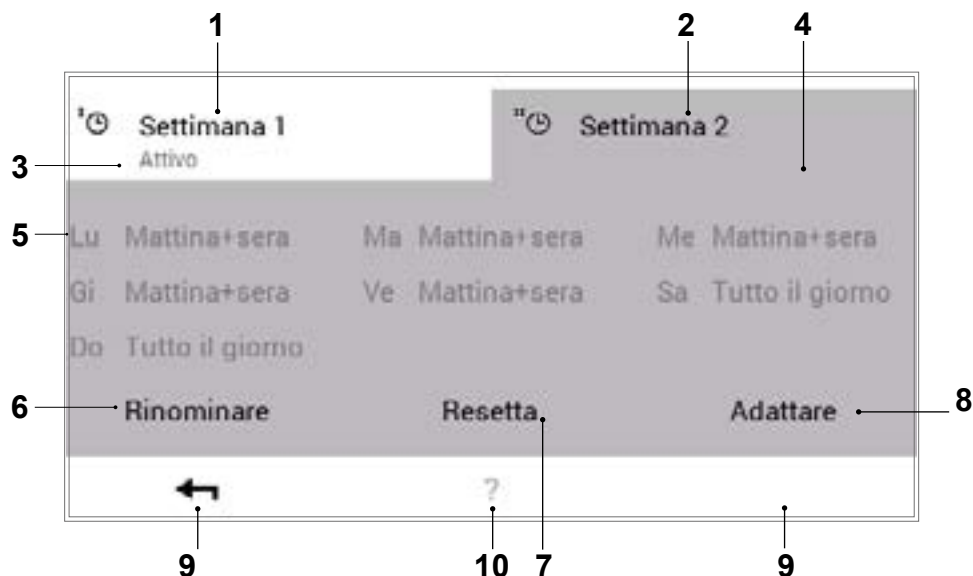 1 2 4
Settimana 1 Settimana 2
Attivo
3
5 Lu Mattina+sera Ma Mattina+sera Me Mattina+sera
Gi Mattina+sera Ve Mattina+sera Sa Tutto il giorno
Do Tutto il giorno
6 Rinominare Resetta Adattare 8
?
9 10 7 9